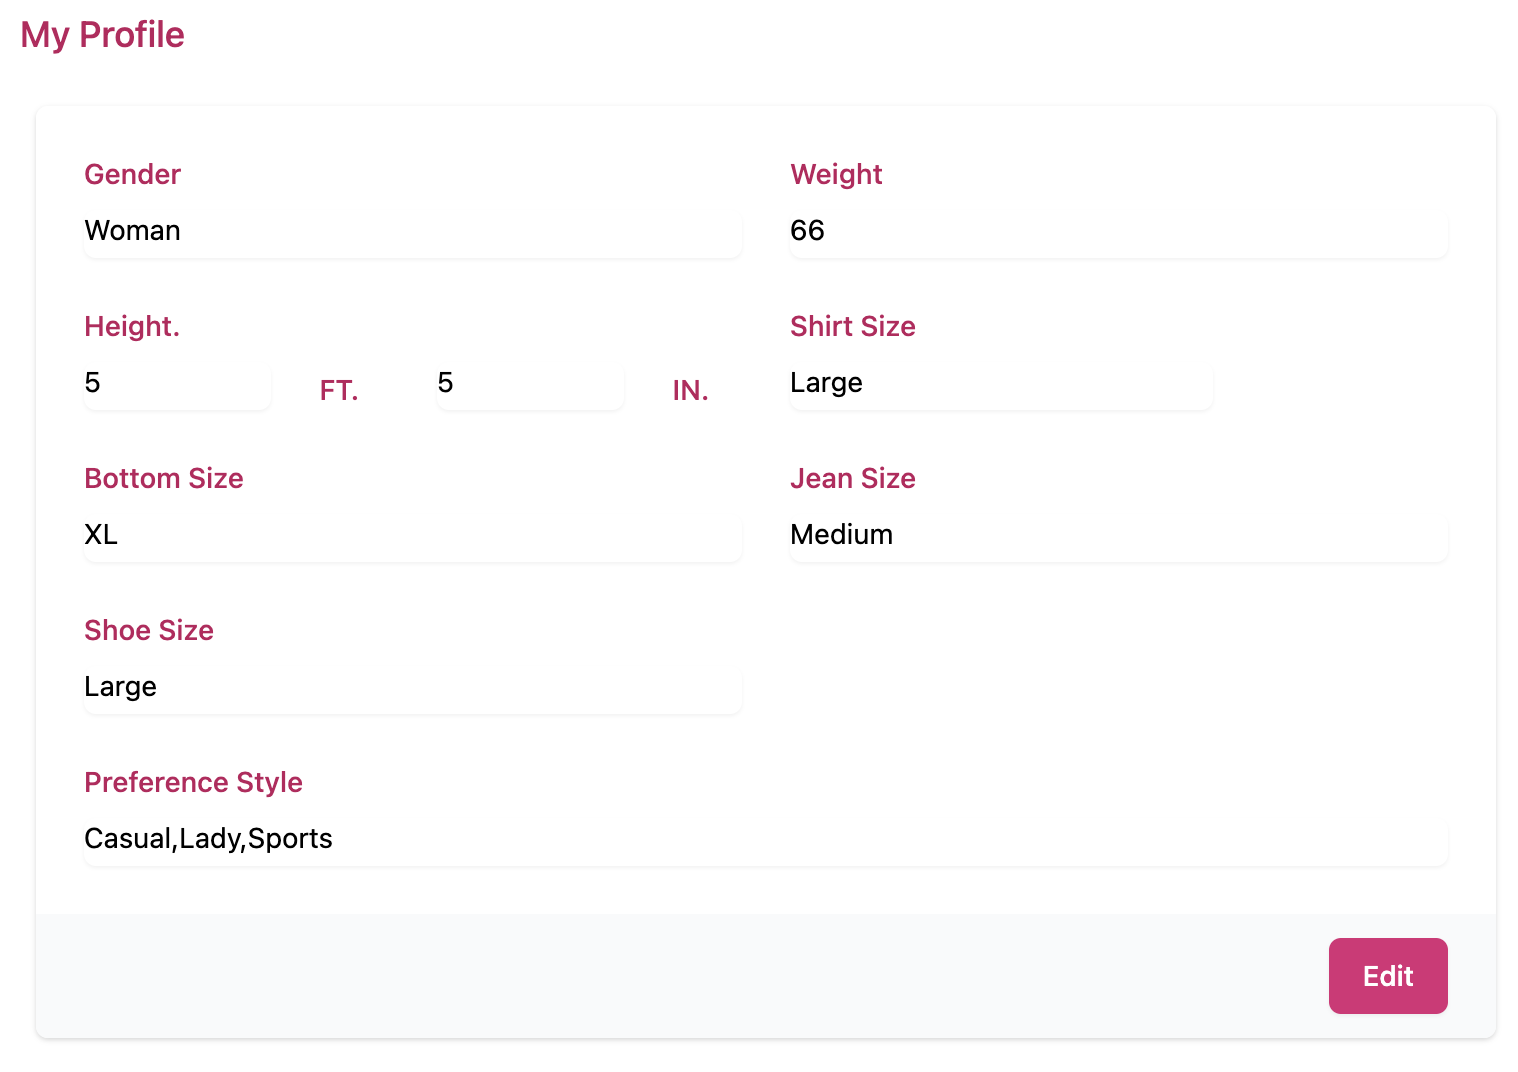 My Profile
Gender
Woman
Weight
66
Height.
5 FT. 5 IN.
Shirt Size
Large
Bottom Size
XL
Jean Size
Medium
Shoe Size
Large
Preference Style
Casual,Lady,Sports
Edit